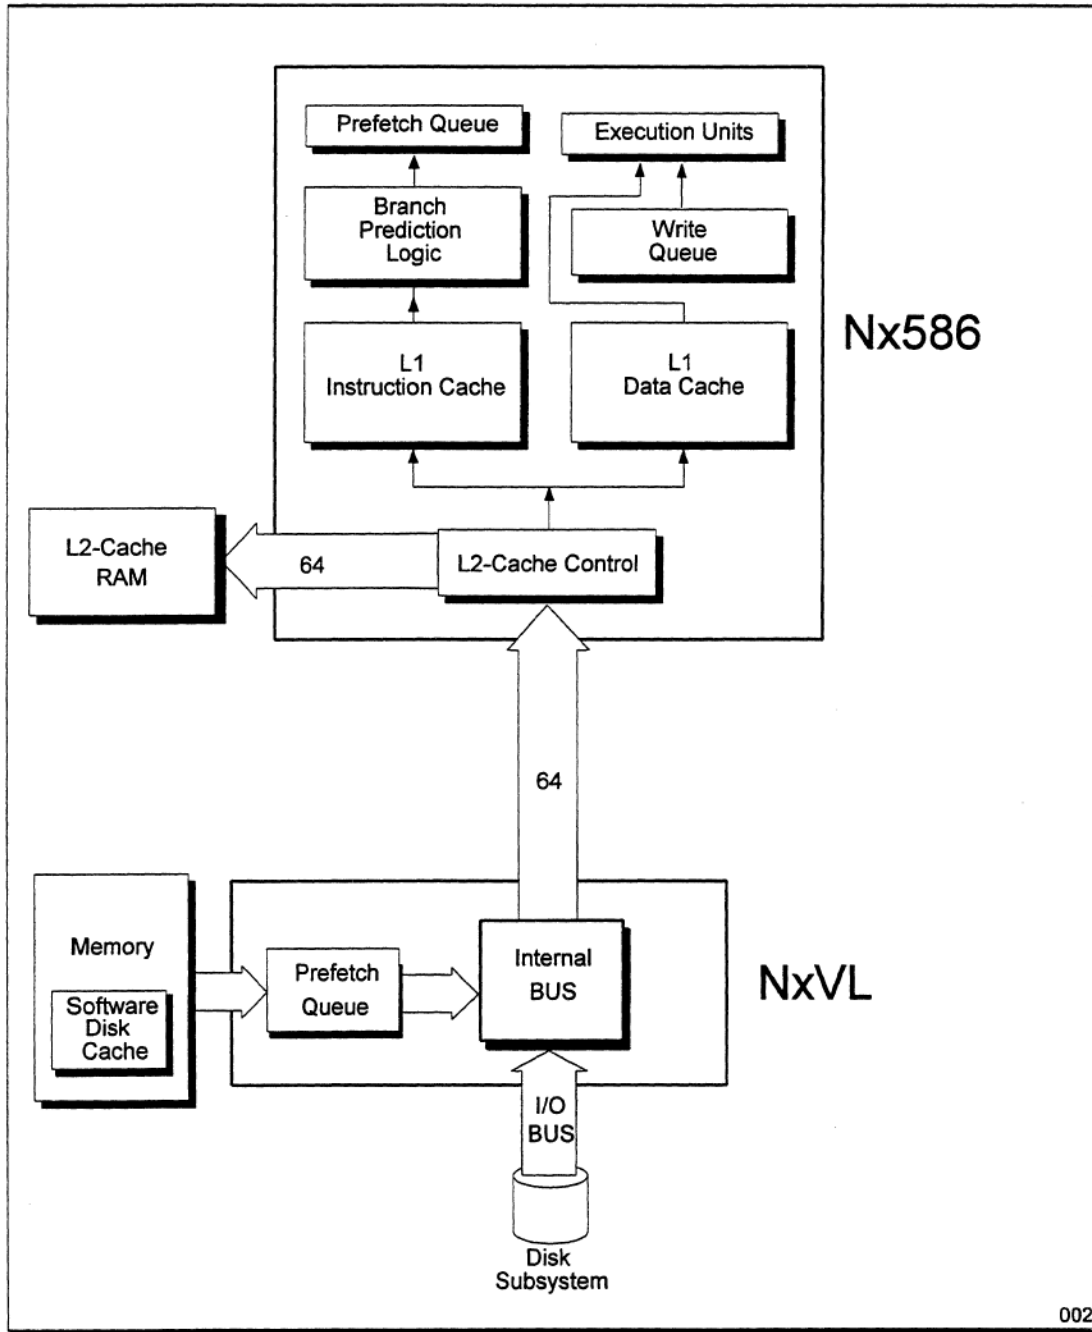 Prefetch Queue
Execution Units
Branch
Prediction
Logic
Write
Queue
Nx586
L1
Instruction Cache
L1
Data Cache
L2-Cache
RAM
64
L2-Cache Control
64
Memory
Software
Disk
Cache
Prefetch
Queue
Internal
BUS
NxVL
I/O
BUS
Disk
Subsystem
002